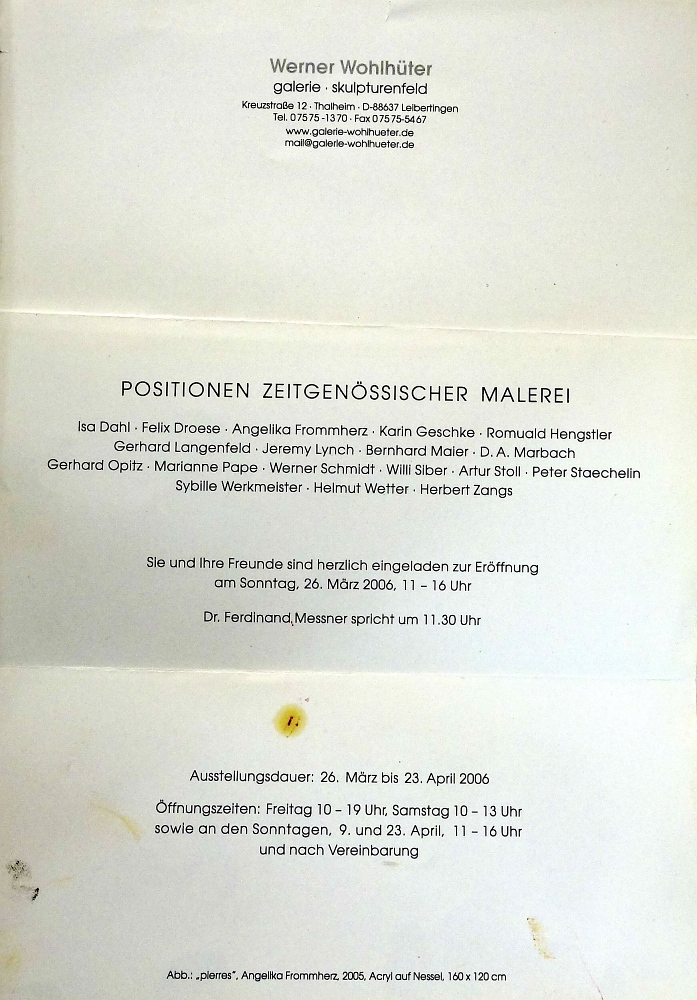 Werner Wohlhüter
galerie · skulpturenfeld
Kreuzstraße 12 · Thalheim · D-88637 Leibertingen
Tel. 07575-1370 · Fax 07575-5467
www.galerie-wohlhueter.de
mail@galerie-wohlhueter.de
POSITIONEN ZEITGENÖSSISCHER MALEREI
Isa Dahl · Felix Droese · Angelika Frommherz · Karin Geschke · Romuald Hengstler
Gerhard Langenfeld · Jeremy Lynch · Bernhard Maier · D. A. Marbach
Gerhard Opitz · Marianne Pape · Werner Schmidt · Willi Siber · Artur Stoll · Peter Staechelin
Sybille Werkmeister · Helmut Wetter · Herbert Zangs
Sie und Ihre Freunde sind herzlich eingeladen zur Eröffnung
am Sonntag, 26. März 2006, 11 – 16 Uhr
Dr. Ferdinand Messner spricht um 11.30 Uhr
Ausstellungsdauer: 26. März bis 23. April 2006
Öffnungszeiten: Freitag 10 – 19 Uhr, Samstag 10 – 13 Uhr
sowie an den Sonntagen, 9. und 23. April, 11 – 16 Uhr
und nach Vereinbarung
Abb.: „pierres", Angelika Frommherz, 2005, Acryl auf Nessel, 160 x 120 cm